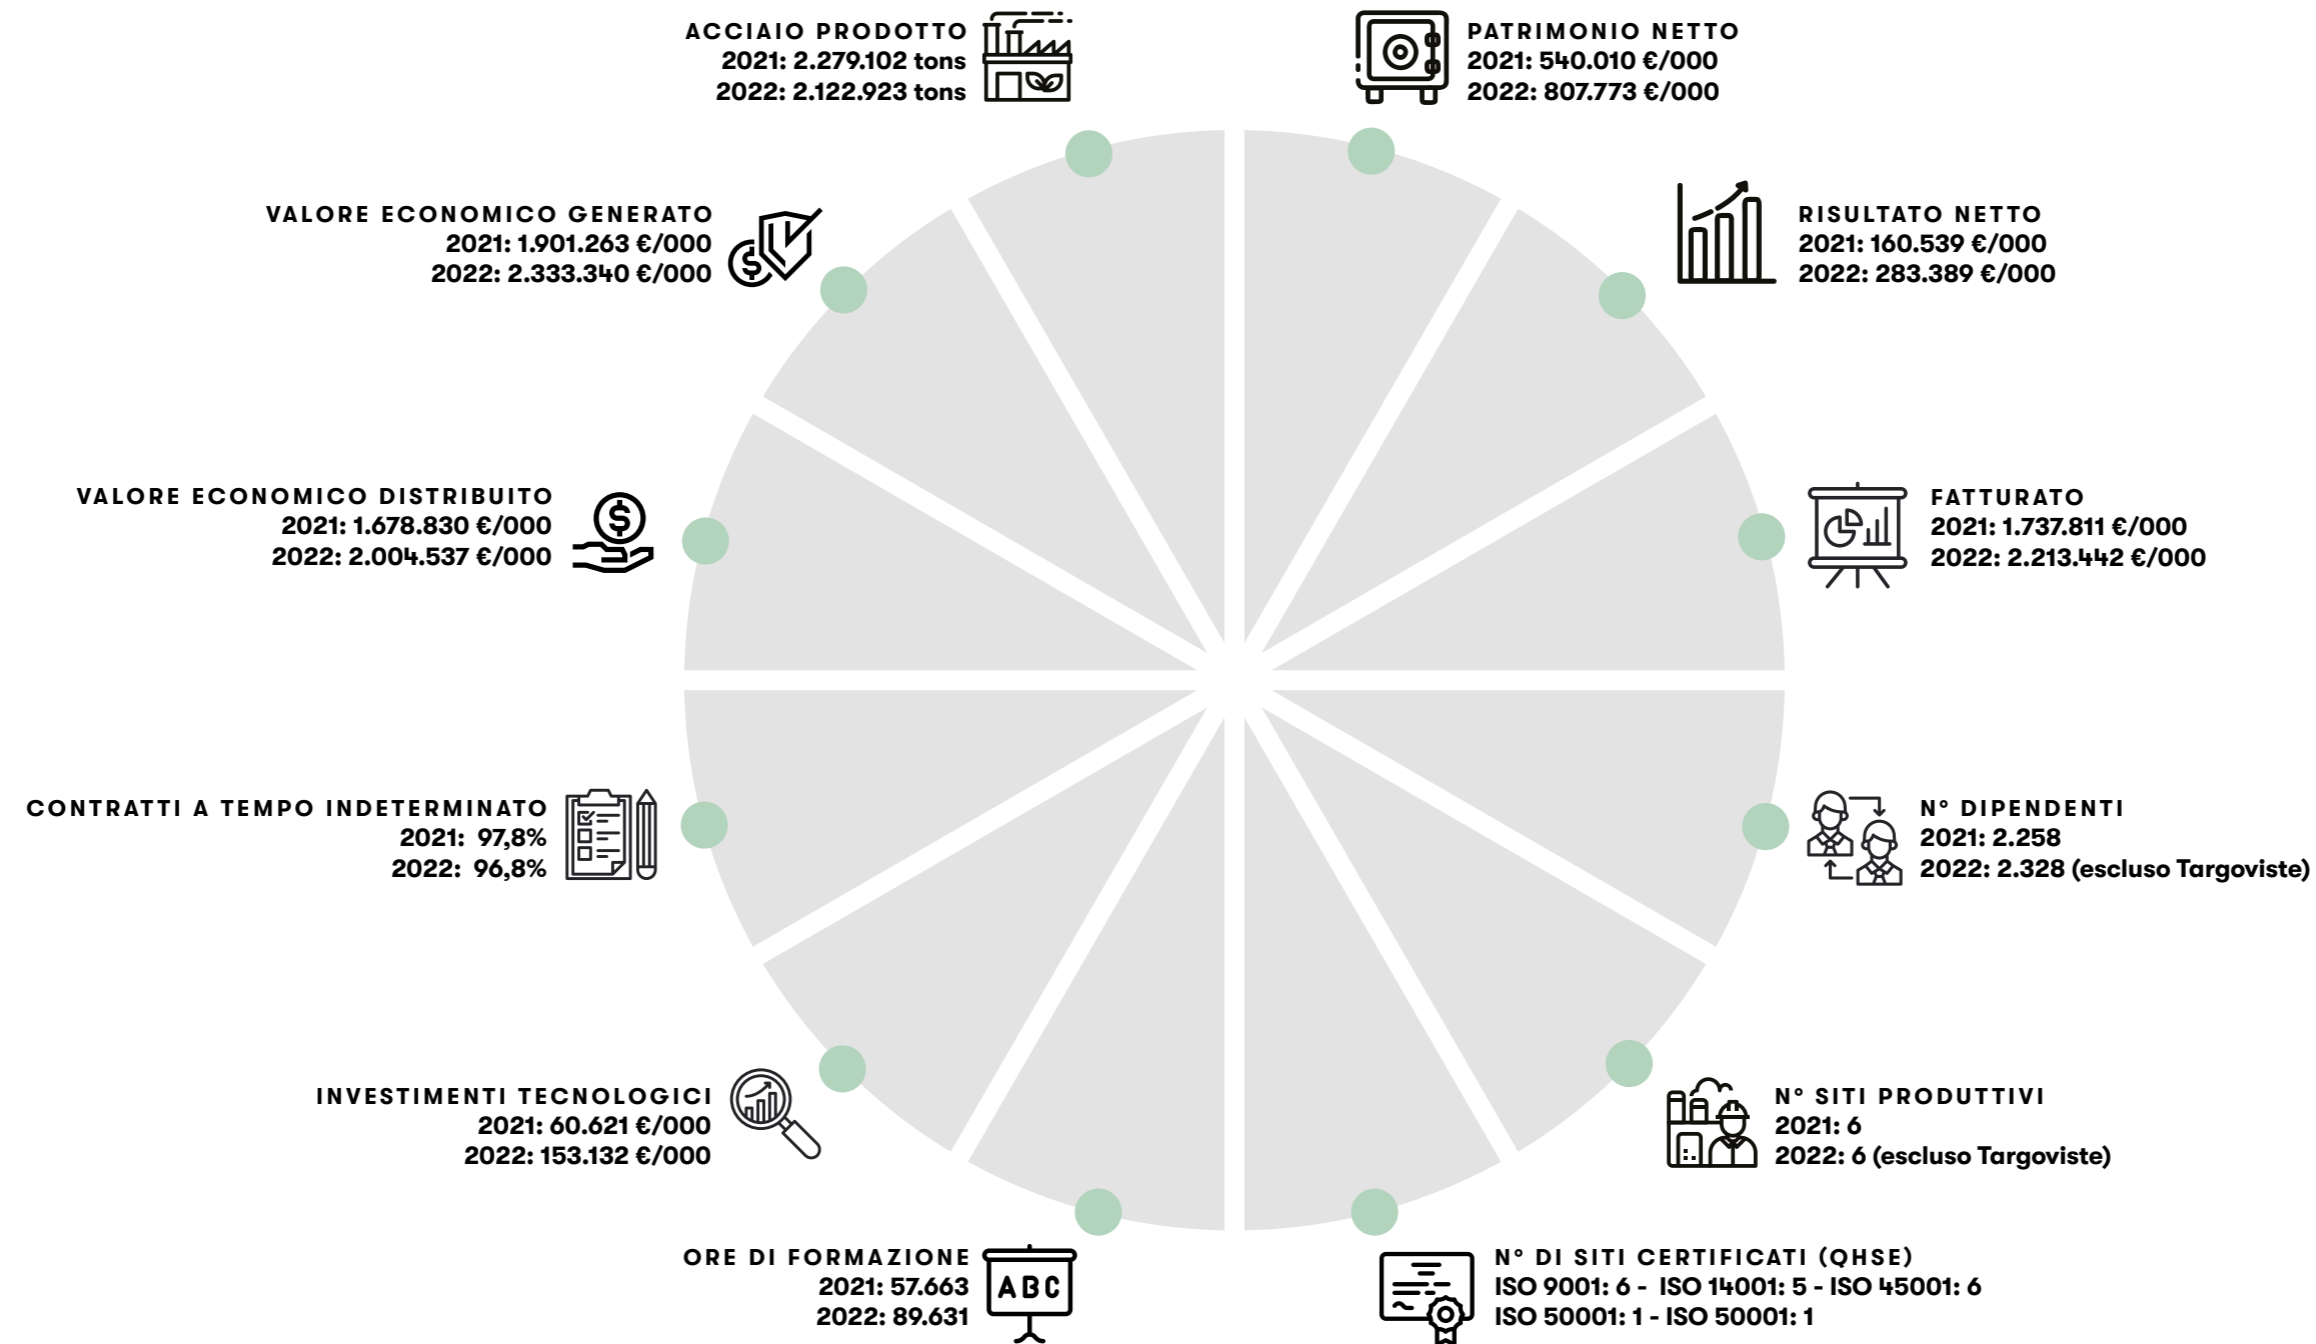 ACCIAIO PRODOTTO
2021: 2.279.102 tons
2022: 2.122.923 tons
PATRIMONIO NETTO
2021: 540.010 €/000
2022: 807.773 €/000
VALORE ECONOMICO GENERATO
2021: 1.901.263 €/000
2022: 2.333.340 €/000
RISULTATO NETTO
2021: 160.539 €/000
2022: 283.389 €/000
VALORE ECONOMICO DISTRIBUITO
2021: 1.678.830 €/000
2022: 2.004.537 €/000
FATTURATO
2021: 1.737.811 €/000
2022: 2.213.442 €/000
CONTRATTI A TEMPO INDETERMINATO
2021: 97,8%
2022: 96,8%
N° DIPENDENTI
2021: 2.258
2022: 2.328 (escluso Targoviste)
INVESTIMENTI TECNOLOGICI
2021: 60.621 €/000
2022: 153.132 €/000
N° SITI PRODUTTIVI
2021: 6
2022: 6 (escluso Targoviste)
ORE DI FORMAZIONE
2021: 57.663
2022: 89.631
ABC
N° DI SITI CERTIFICATI (QHSE)
ISO 9001: 6 - ISO 14001: 5 - ISO 45001: 6
ISO 50001: 1 - ISO 50001: 1